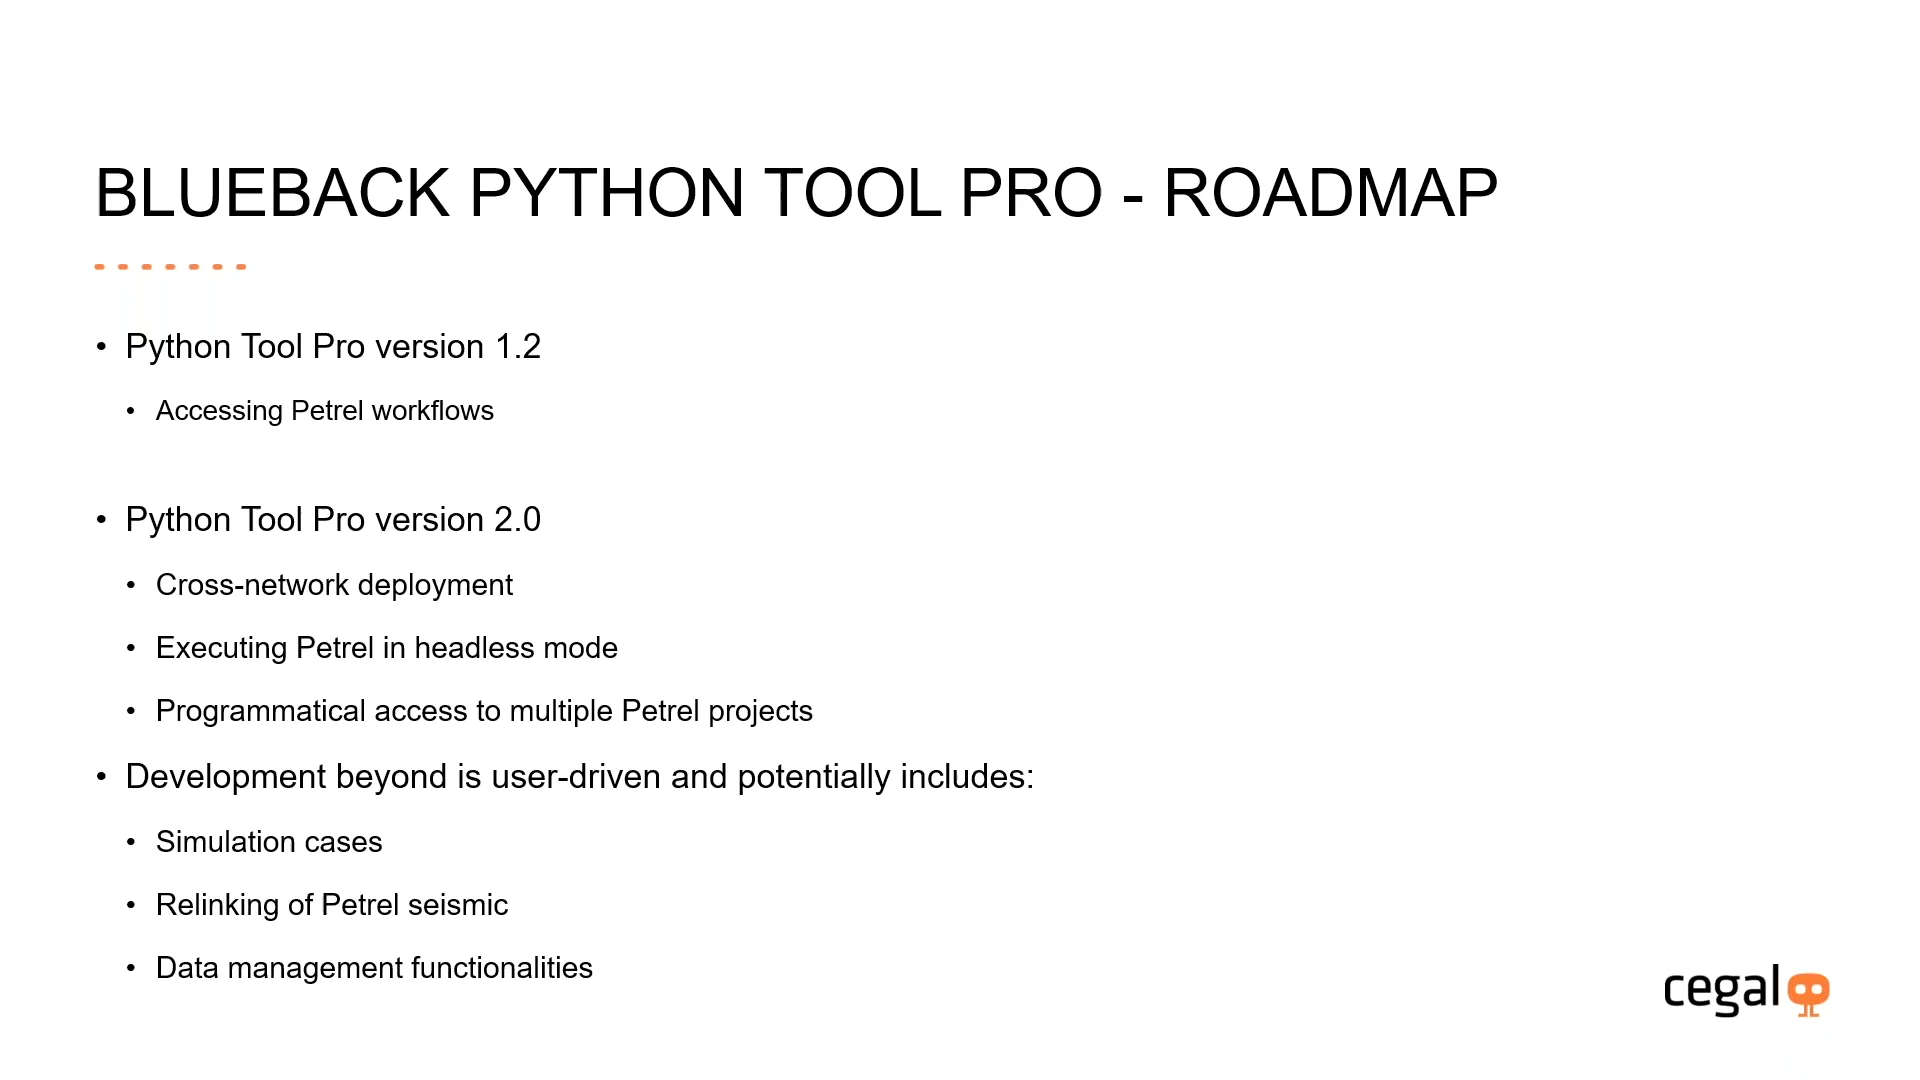 BLUEBACK PYTHON TOOL PRO - ROADMAP
• Python Tool Pro version 1.2
• Accessing Petrel workflows
• Python Tool Pro version 2.0
• Cross-network deployment
• Executing Petrel in headless mode
• Programmatical access to multiple Petrel projects
• Development beyond is user-driven and potentially includes:
• Simulation cases
• Relinking of Petrel seismic
• Data management functionalities
cegal